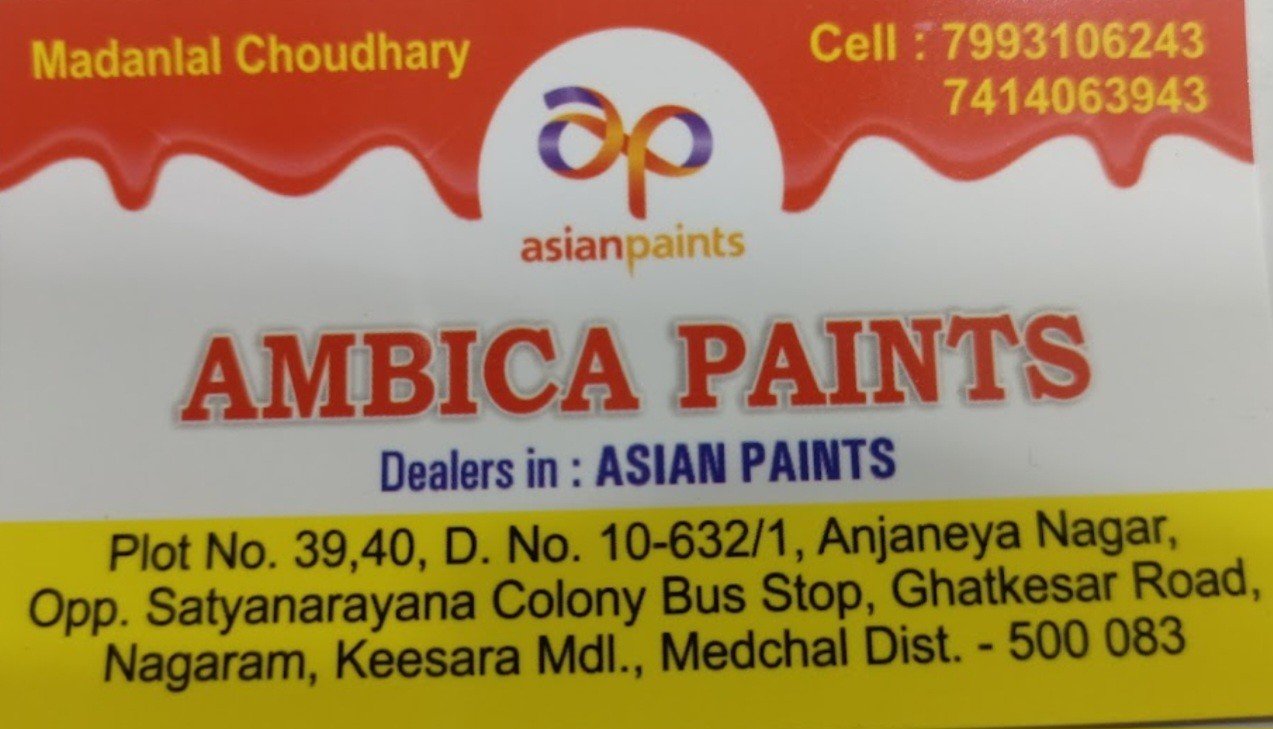 Madanlal Choudhary
Cell : 7993106243
7414063943
ap
asianpaints
AMBICA PAINTS
Dealers in : ASIAN PAINTS
Plot No. 39,40, D. No. 10-632/1, Anjaneya Nagar,
Opp. Satyanarayana Colony Bus Stop, Ghatkesar Road,
Nagaram, Keesara Mdl., Medchal Dist. - 500 083